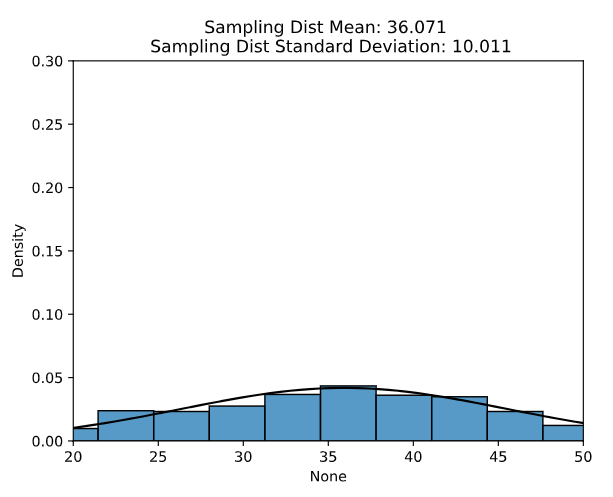 Sampling Dist Mean: 36.071
Sampling Dist Standard Deviation: 10.011
0.30
0.25
0.20
0.15
0.10
0.05
0.00
Density
20 25 30 35 40 45 50
None